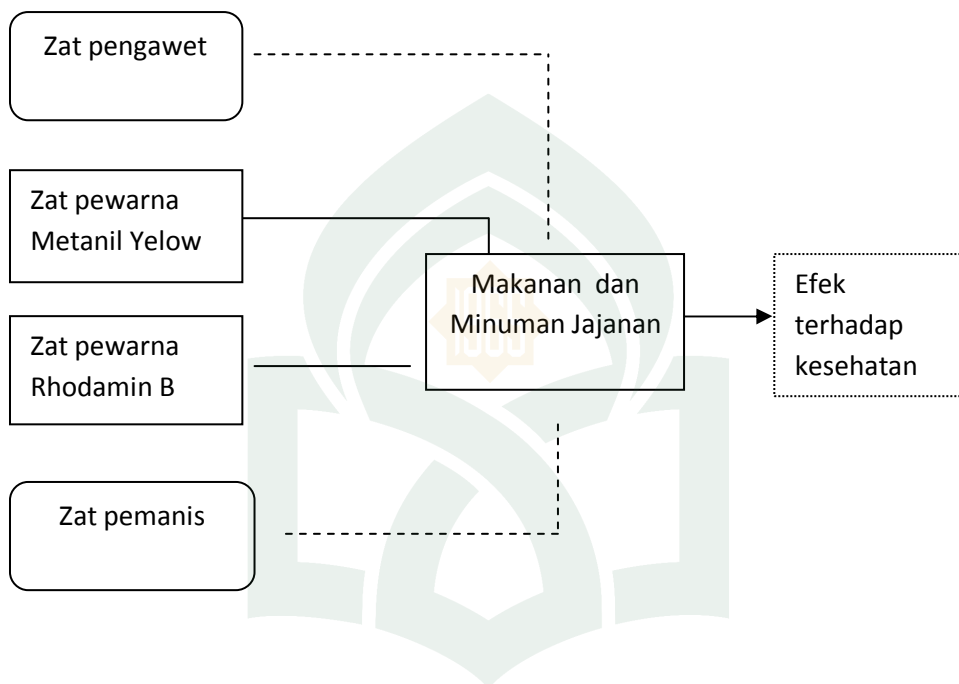 Zat pengawet
Zat pewarna
Metanil Yelow
Makanan dan
Minuman Jajanan
Efek
terhadap
kesehatan
Zat pewarna
Rhodamin B
Zat pemanis